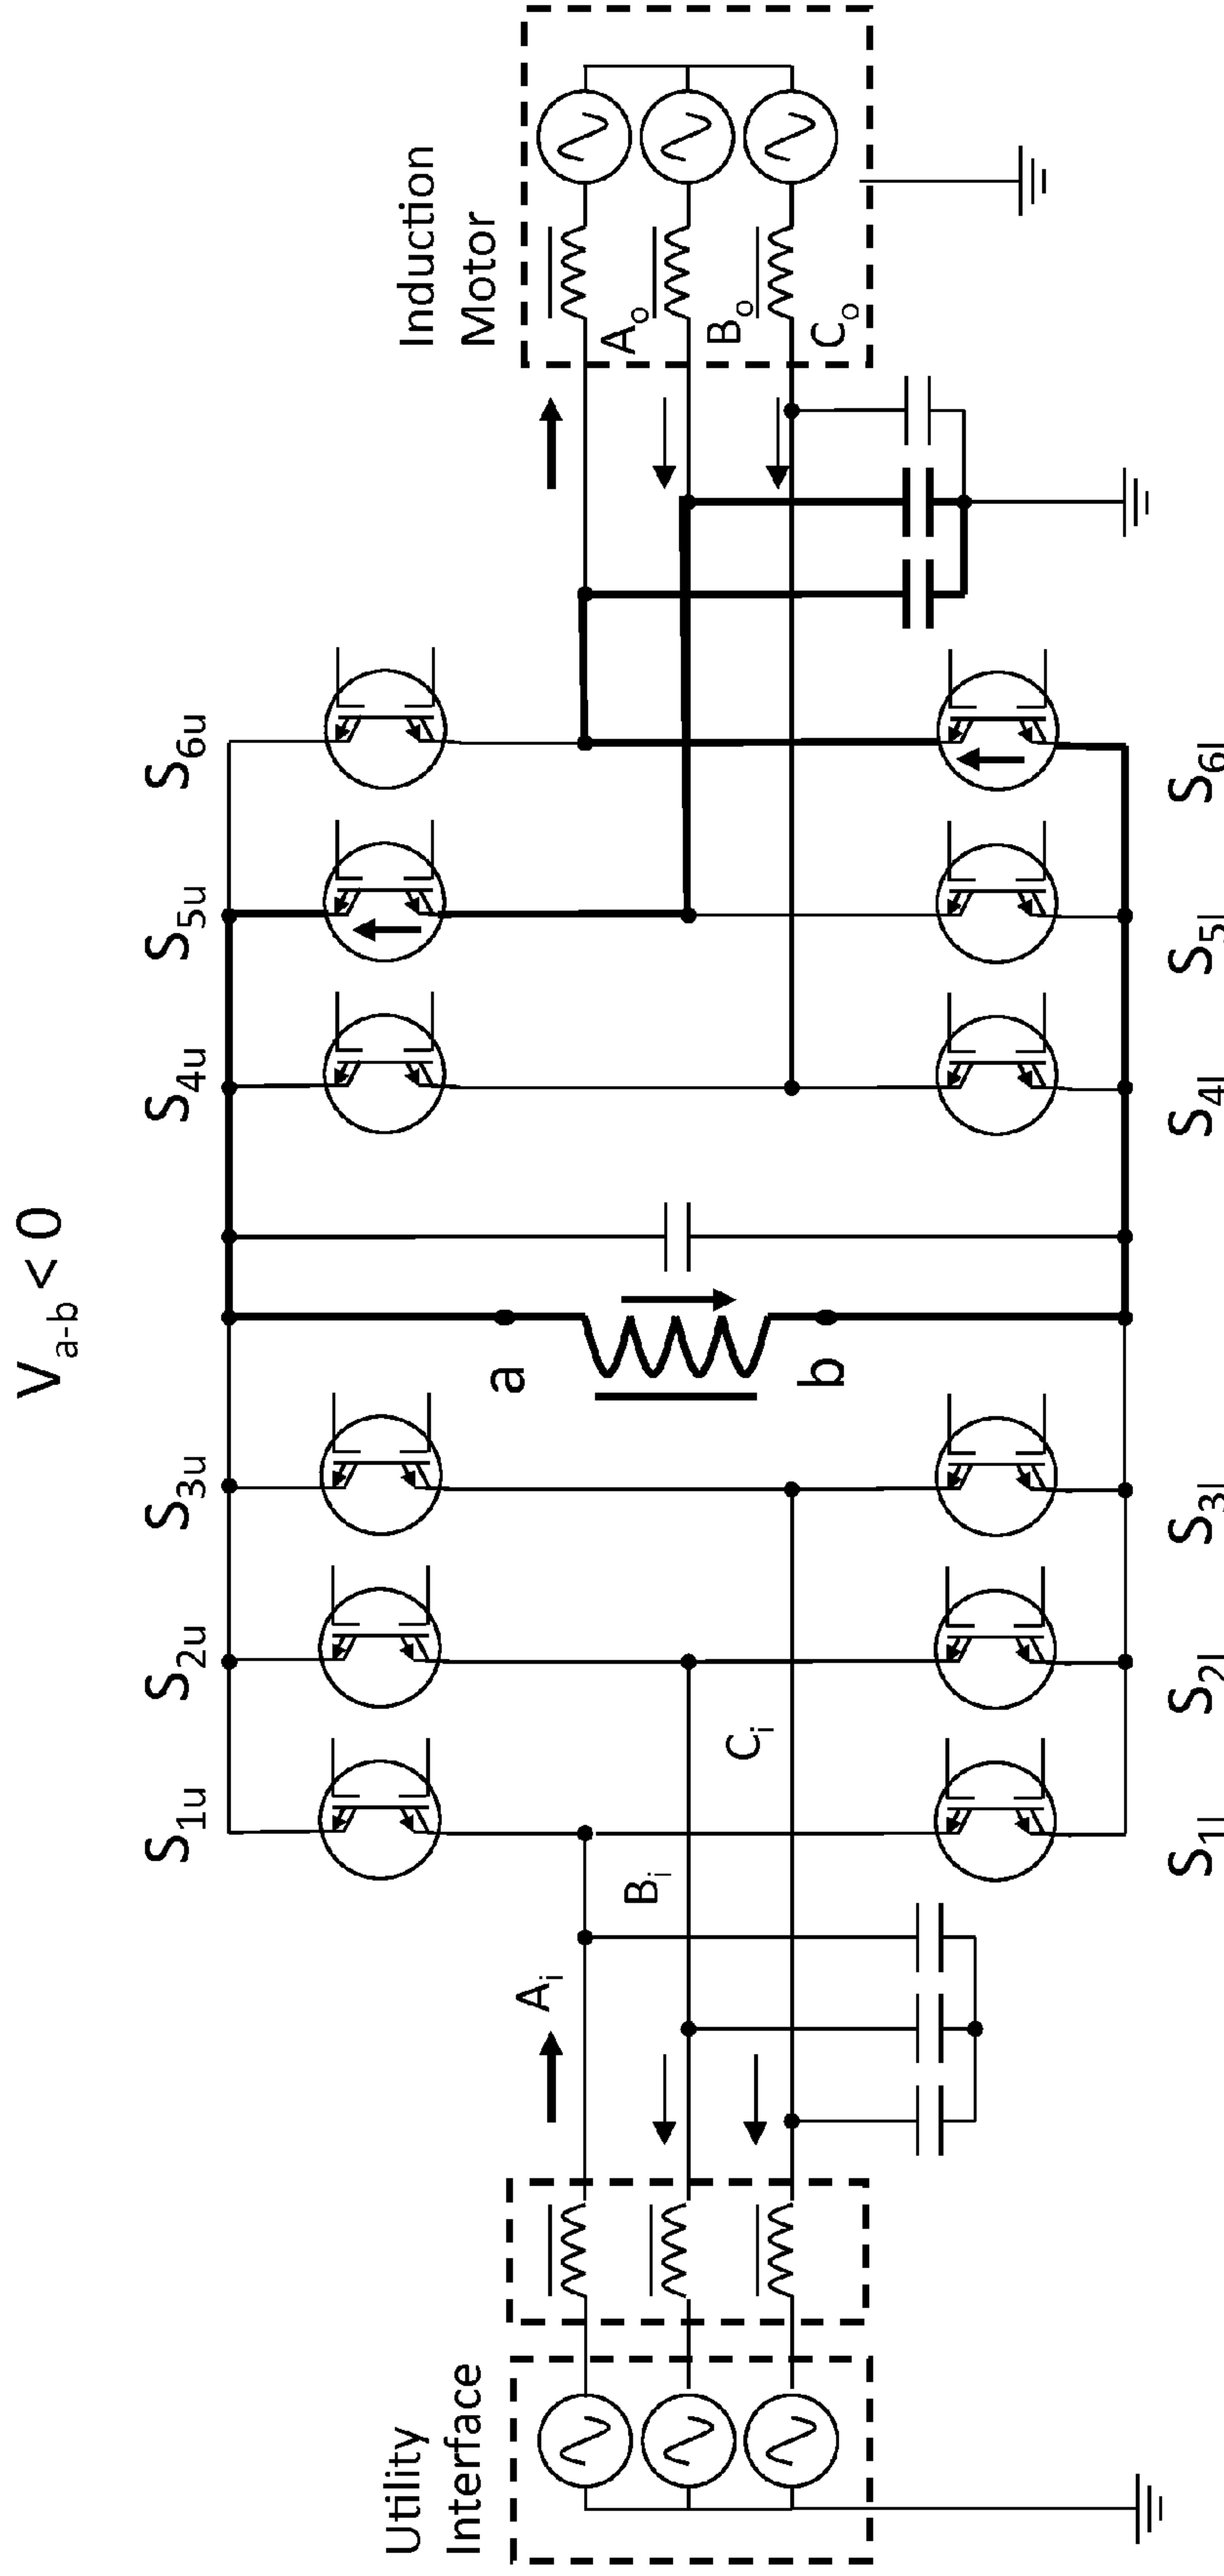 V a-b < 0
S1u S2u S3u S4u S5u S6u
Utility
Interface
Induction
Motor
a
Ai
Ao
Bi
Bo
Ci
b
Co
S1l S2l S3l S4l S5l S6l